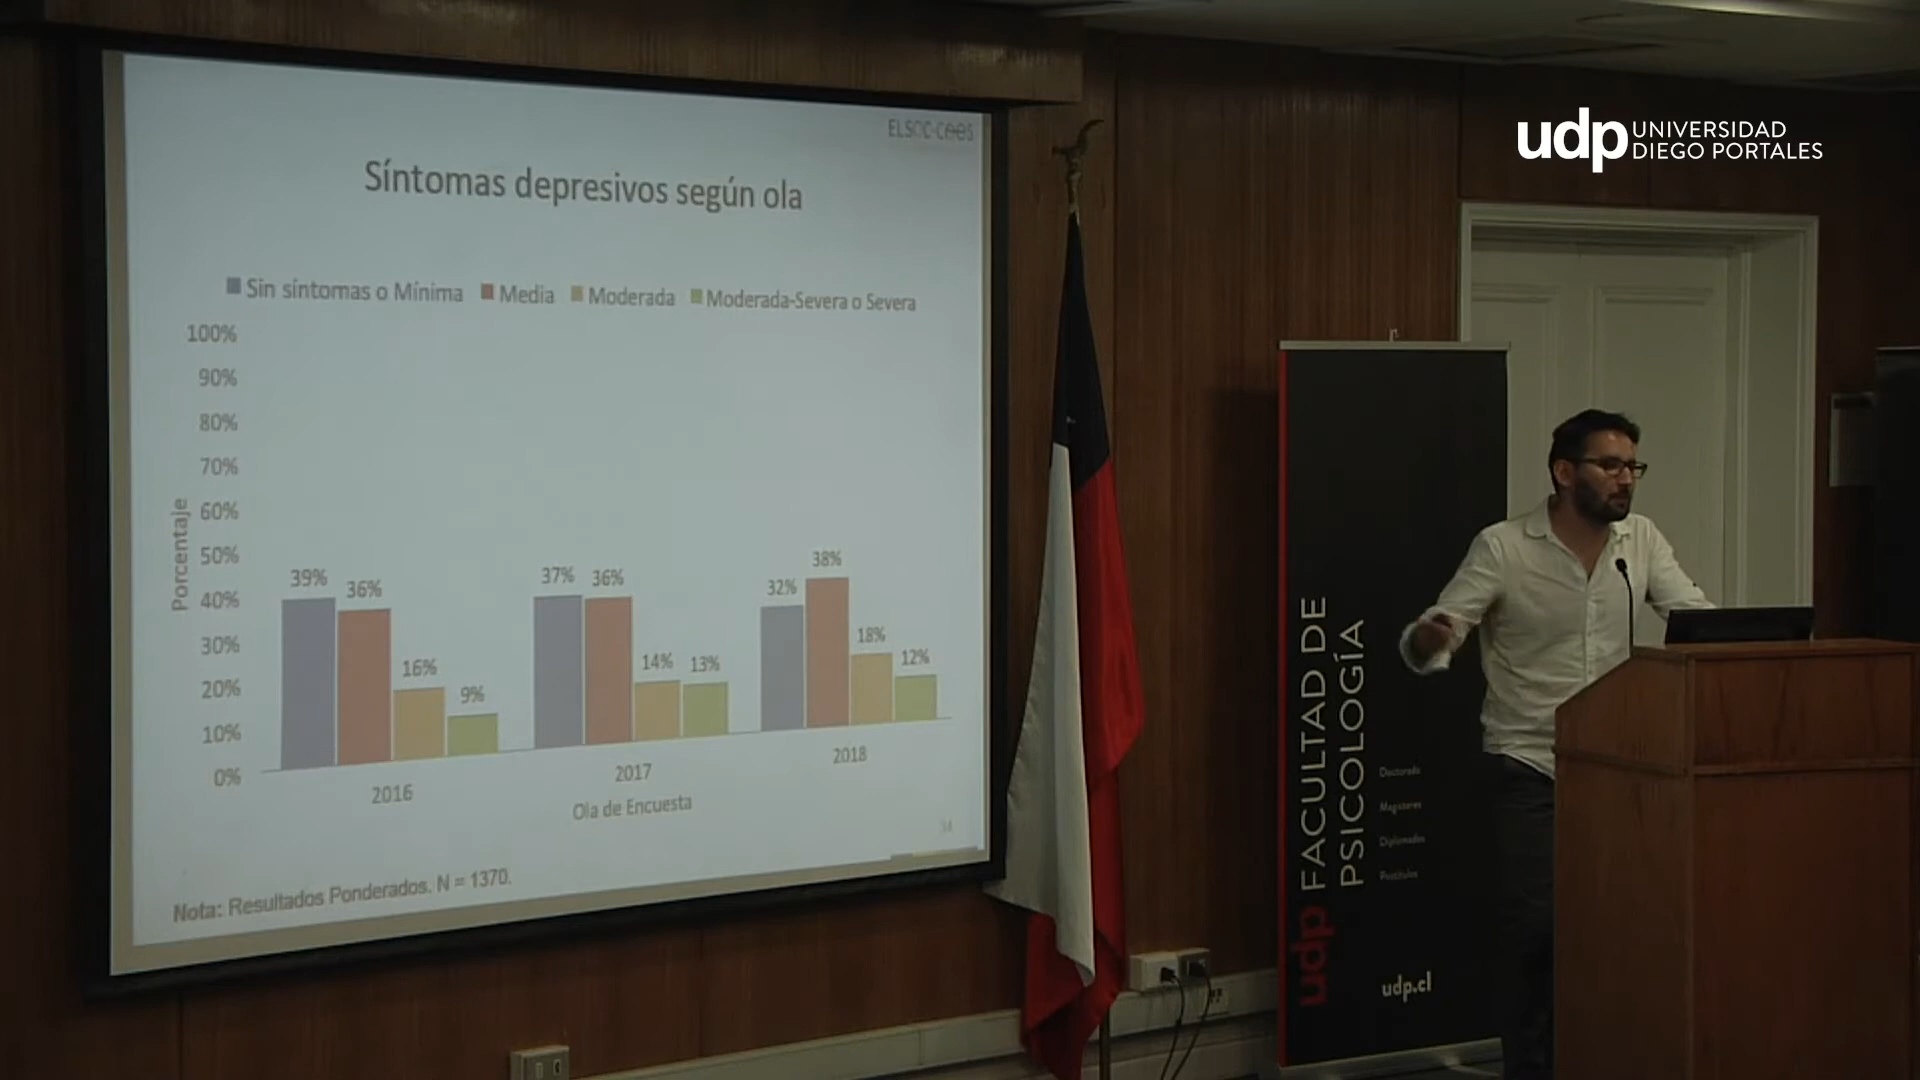 ELSOC-COES
Síntomas depresivos según ola
Sin síntomas o Mínima Media Moderada Moderada-Severa o Severa
100%
90%
80%
70%
60%
50%
40%
30%
20%
10%
0%
Porcentaje
39% 36% 16% 9%
37% 36% 14% 13%
32% 38% 18% 12%
2016 2017 2018
Ola de Encuesta
Nota: Resultados Ponderados. N = 1370.
udp UNIVERSIDAD
DIEGO PORTALES
udp FACULTAD DE
PSICOLOGÍA
Doctorado
Magísteres
Diplomados
Postítulos
udp.cl